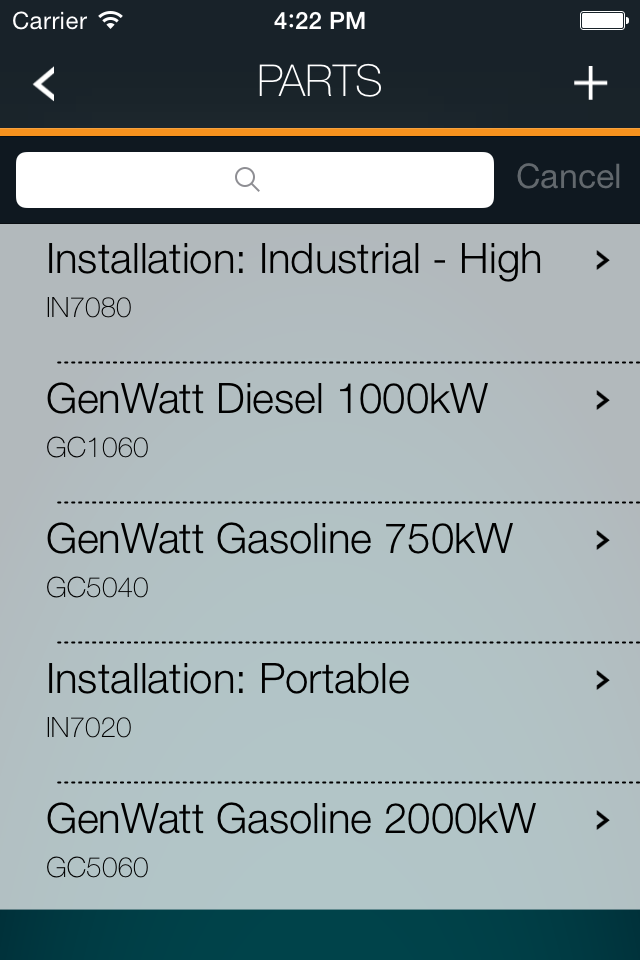 Carrier 4:22 PM
PARTS
Cancel
Installation: Industrial - High
IN7080
GenWatt Diesel 1000kW
GC1060
GenWatt Gasoline 750kW
GC5040
Installation: Portable
IN7020
GenWatt Gasoline 2000kW
GC5060